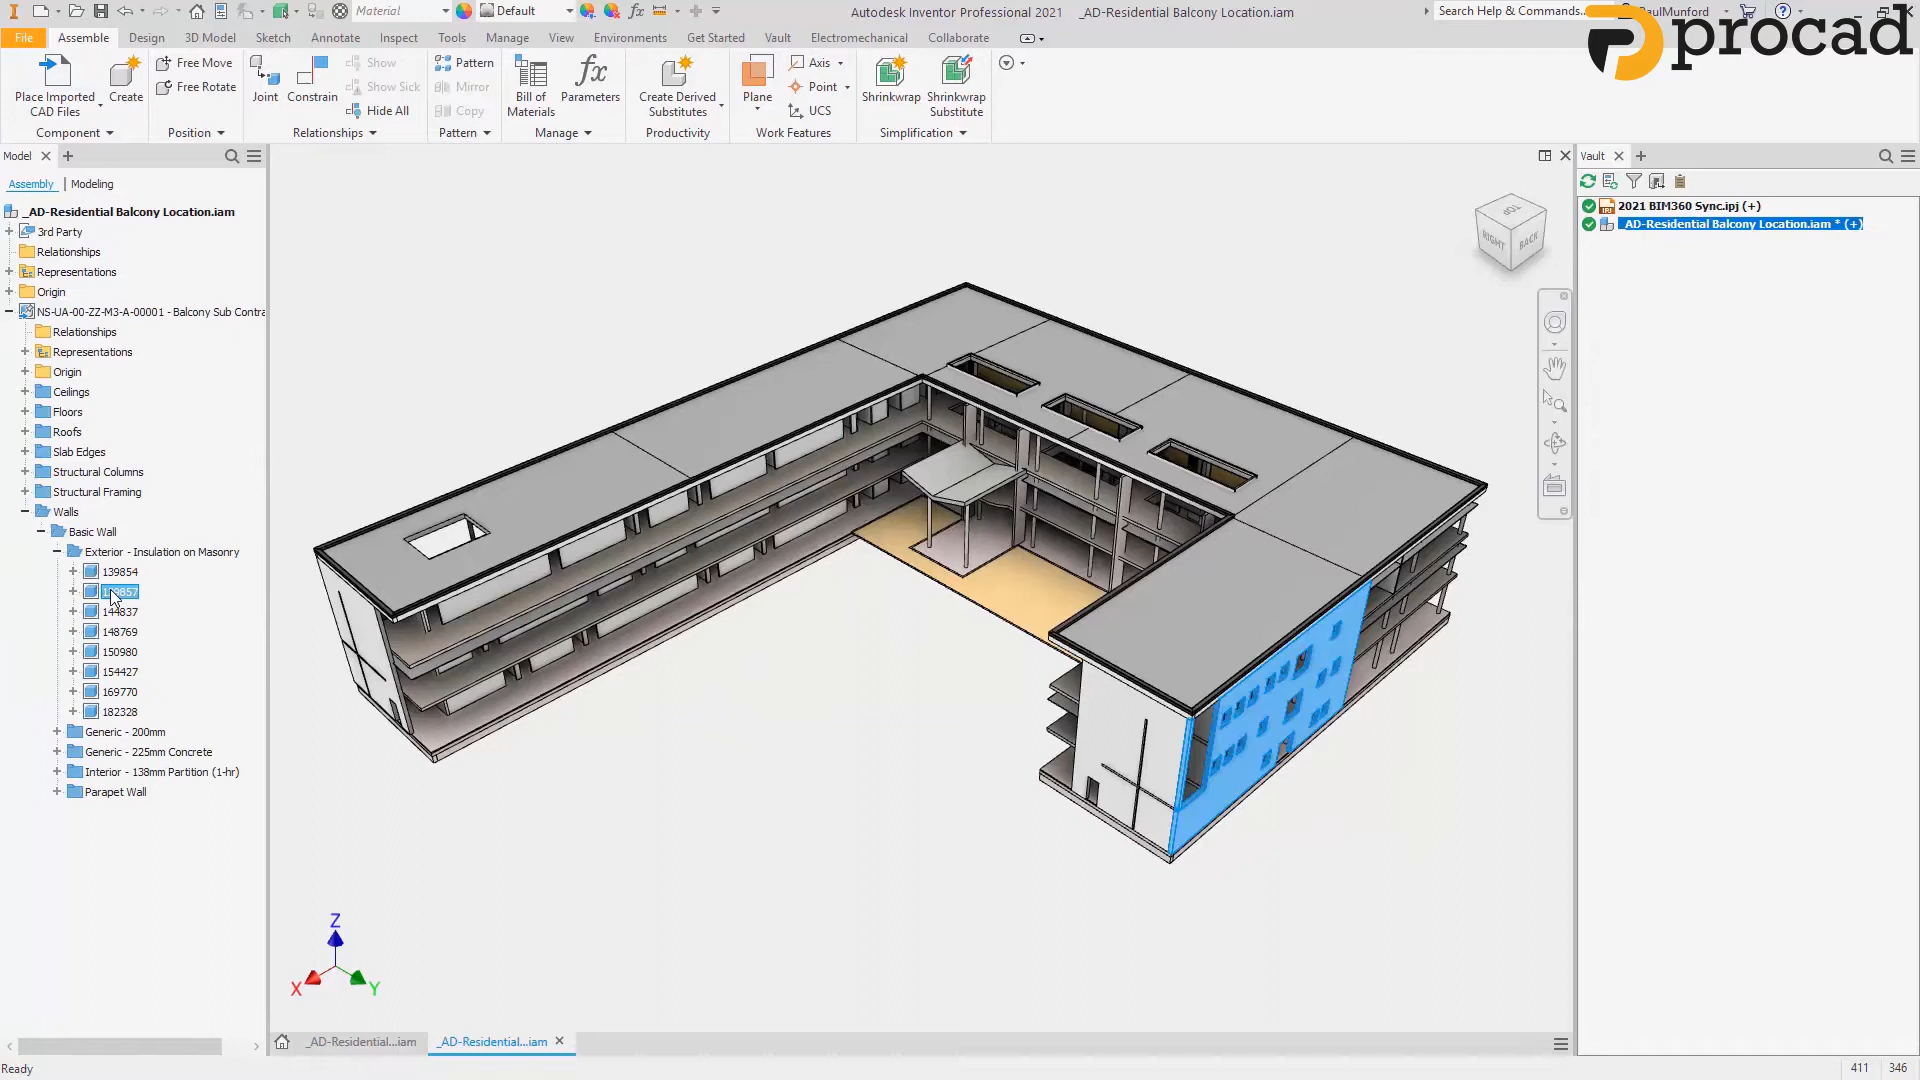 Material
Default
Autodesk Inventor Professional 2021 _AD-Residential Balcony Location.iam
Search Help & Commands...
PaulMunford
procad
File
Assemble
Design
3D Model
Sketch
Annotate
Inspect
Tools
Manage
View
Environments
Get Started
Vault
Electromechanical
Collaborate
Place Imported
CAD Files
Create
Free Move
Free Rotate
Component
Position
Joint
Constrain
Show
Show Sick
Hide All
Relationships
Pattern
Mirror
Copy
Pattern
Bill of
Materials
fx
Parameters
Manage
Create Derived
Substitutes
Productivity
Plane
Axis
Point
UCS
Work Features
Shrinkwrap
Shrinkwrap
Substitute
Simplification
Model
Assembly
Modeling
_AD-Residential Balcony Location.iam
3rd Party
Relationships
Representations
Origin
NS-UA-00-ZZ-M3-A-00001 - Balcony Sub Contra
Relationships
Representations
Origin
Ceilings
Floors
Roofs
Slab Edges
Structural Columns
Structural Framing
Walls
Basic Wall
Exterior - Insulation on Masonry
139854
139857
144837
148769
150980
154427
169770
182328
Generic - 200mm
Generic - 225mm Concrete
Interior - 138mm Partition (1-hr)
Parapet Wall
TOP
RIGHT
BACK
Z
X
Y
Vault
2021 BIM360 Sync.ipj (+)
_AD-Residential Balcony Location.iam * (+)
_AD-Residential...iam
_AD-Residential...iam
Ready
411
346